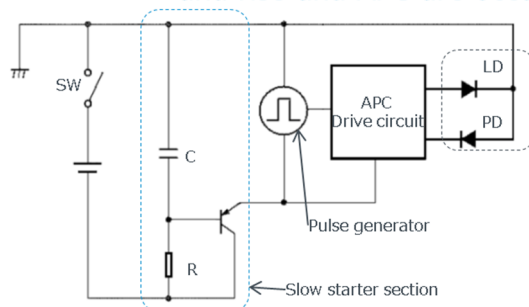 SW
C
R
APC
Drive circuit
LD
PD
Pulse generator
Slow starter section